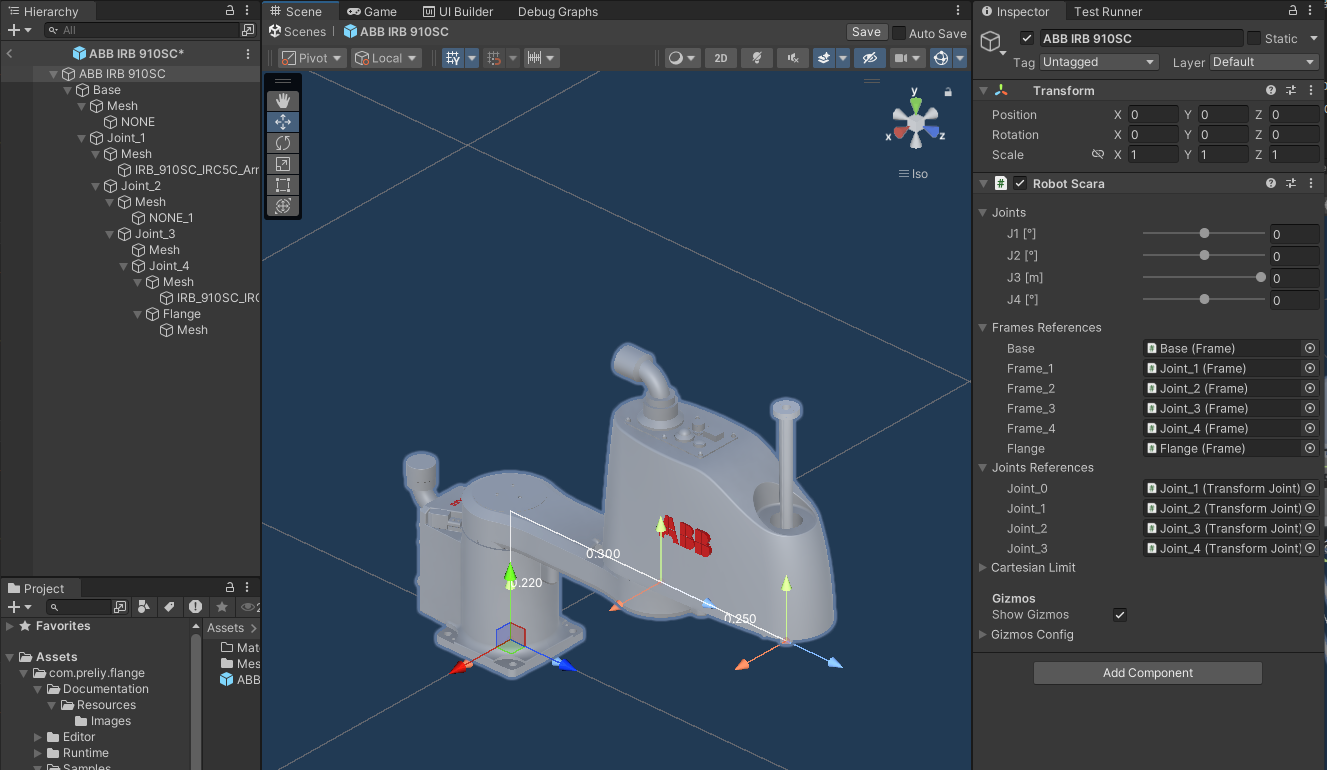 Hierarchy
All
ABB IRB 910SC*
ABB IRB 910SC
Base
Mesh
NONE
Joint_1
Mesh
IRB_910SC_IRC5C_Arr
Joint_2
Mesh
NONE_1
Joint_3
Mesh
Joint_4
Mesh
IRB_910SC_IRC
Flange
Mesh
Project
2
Favorites
Assets
com.preliy.flange
Documentation
Resources
Images
Editor
Runtime
Samples
Assets >
Mat
Mes
ABB
Scene
Game
UI Builder
Debug Graphs
Scenes
ABB IRB 910SC
Save
Auto Save
Pivot
Local
2D
y
x
z
Iso
ABB
0.300
0.220
0.250
Inspector
Test Runner
ABB IRB 910SC
Static
Tag Untagged Layer Default
Transform
Position X 0 Y 0 Z 0
Rotation X 0 Y 0 Z 0
Scale X 1 Y 1 Z 1
# Robot Scara
Joints
J1 [°] 0
J2 [°] 0
J3 [m] 0
J4 [°] 0
Frames References
Base Base (Frame)
Frame_1 Joint_1 (Frame)
Frame_2 Joint_2 (Frame)
Frame_3 Joint_3 (Frame)
Frame_4 Joint_4 (Frame)
Flange Flange (Frame)
Joints References
Joint_0 Joint_1 (Transform Joint)
Joint_1 Joint_2 (Transform Joint)
Joint_2 Joint_3 (Transform Joint)
Joint_3 Joint_4 (Transform Joint)
Cartesian Limit
Gizmos
Show Gizmos
Gizmos Config
Add Component